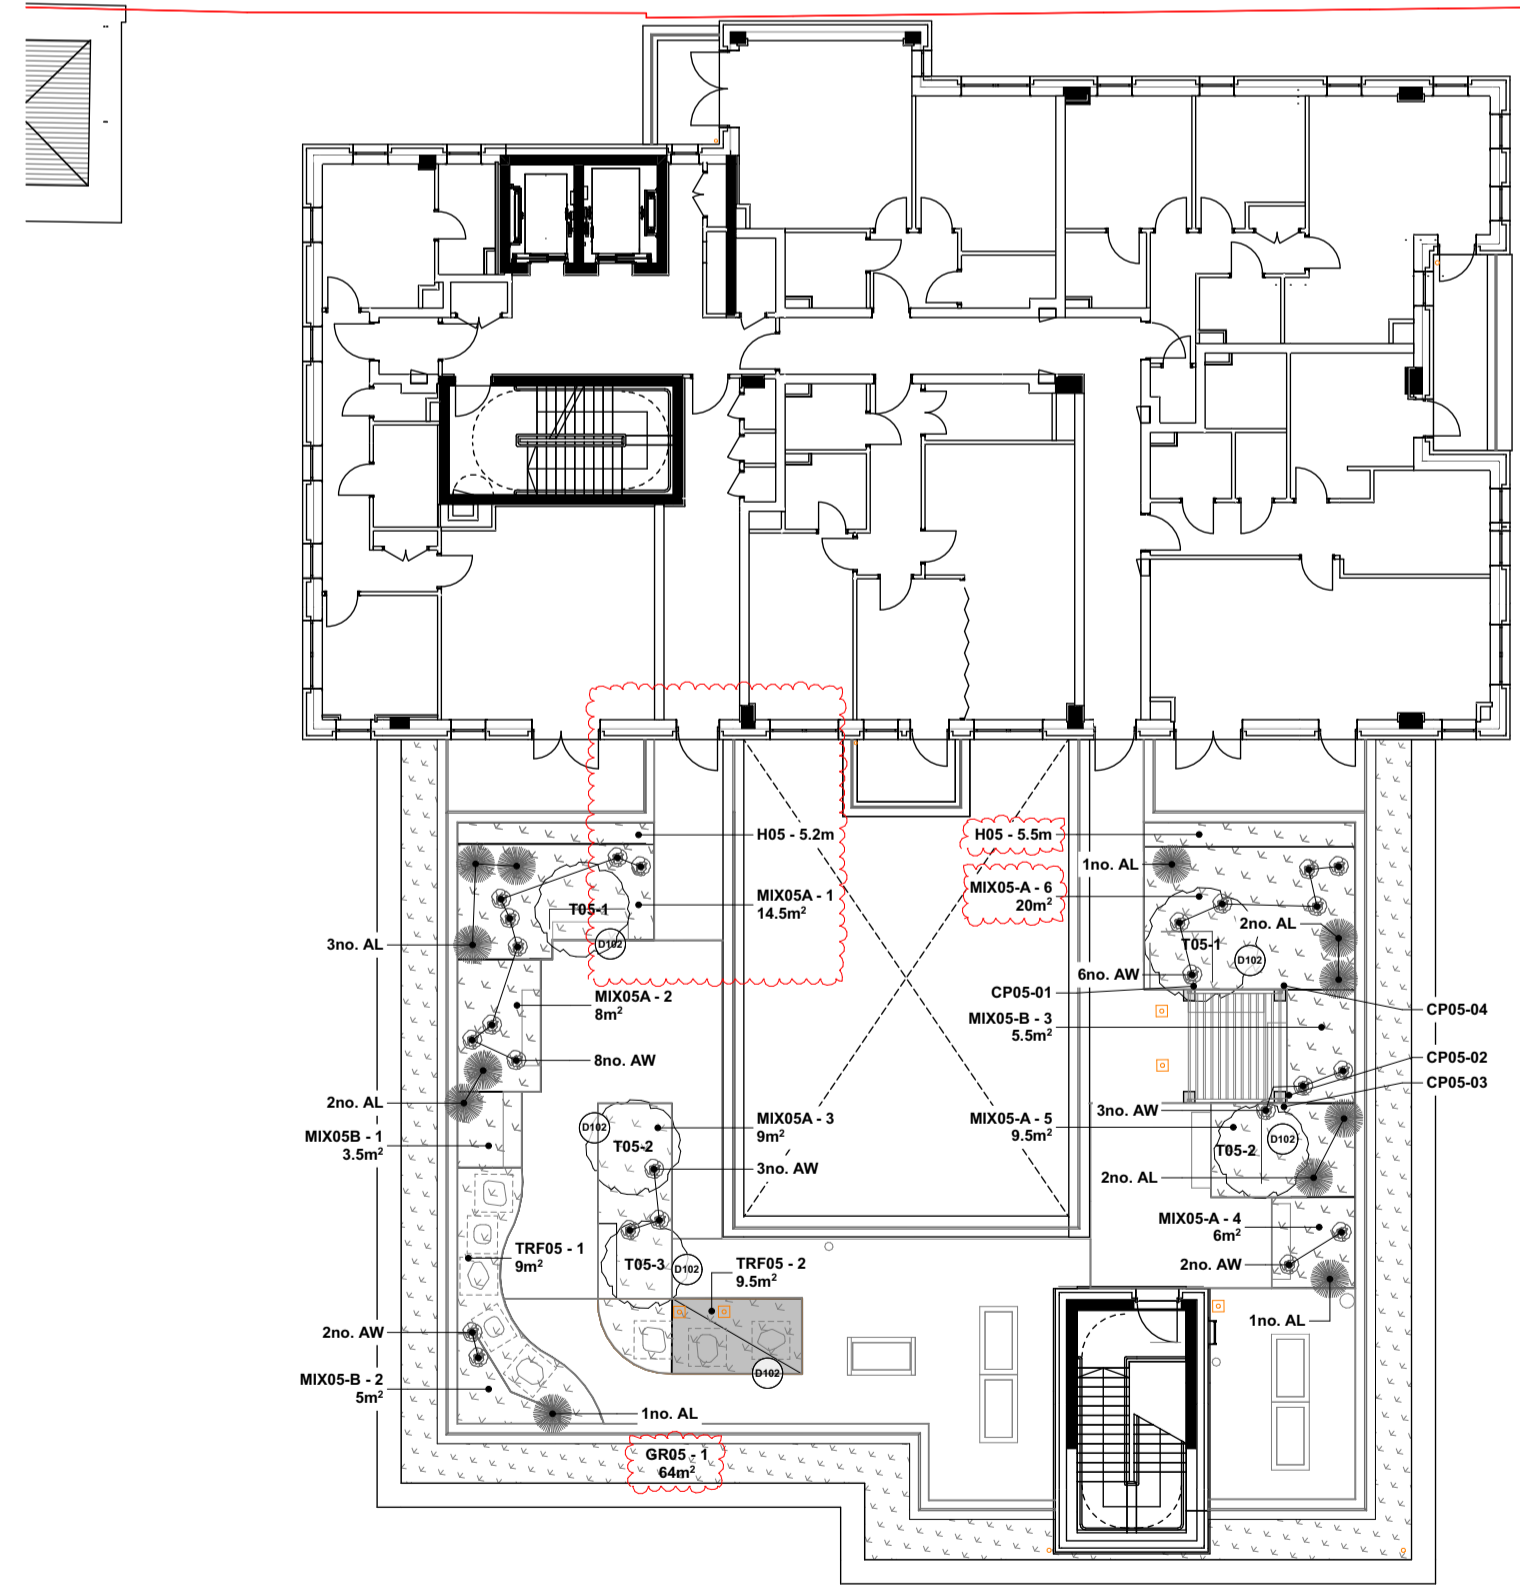 H05 - 5.2m
H05 - 5.5m
1no. AL
MIX05A - 1
14.5m²
MIX05-A - 6
20m²
T05-1
3no. AL
D102
2no. AL
T05-1
D102
6no. AW
CP05-01
MIX05A - 2
8m²
MIX05-B - 3
5.5m²
CP05-04
8no. AW
CP05-02
CP05-03
2no. AL
3no. AW
MIX05B - 1
3.5m²
D102
T05-2
MIX05A - 3
9m²
MIX05-A - 5
9.5m²
D102
T05-2
3no. AW
2no. AL
MIX05-A - 4
6m²
TRF05 - 1
9m²
T05-3
D102
TRF05 - 2
9.5m²
2no. AW
1no. AL
2no. AW
D102
MIX05-B - 2
5m²
1no. AL
GR05 - 1
64m²